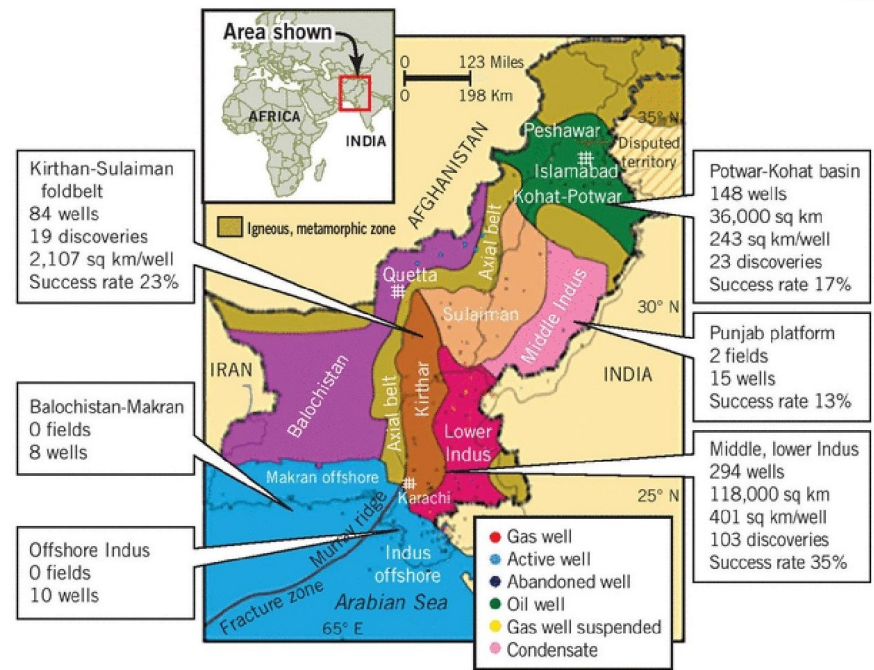 Area shown
AFRICA
INDIA
0 123 Miles
0 198 Km
Igneous, metamorphic zone
AFGHANISTAN
35° N
Disputed
territory
Peshawar
Islamabad
Kohat-Potwar
Axial belt
Quetta
Sulaiman
Middle Indus
30° N
IRAN
INDIA
Balochistan
Axial belt
Kirthar
Lower
Indus
Makran offshore
Karachi
25° N
Murray ridge
Indus
offshore
Fracture zone
Arabian Sea
65° E
Kirthan-Sulaiman
foldbelt
84 wells
19 discoveries
2,107 sq km/well
Success rate 23%
Balochistan-Makran
0 fields
8 wells
Offshore Indus
0 fields
10 wells
Potwar-Kohat basin
148 wells
36,000 sq km
243 sq km/well
23 discoveries
Success rate 17%
Punjab platform
2 fields
15 wells
Success rate 13%
Middle, lower Indus
294 wells
118,000 sq km
401 sq km/well
103 discoveries
Success rate 35%
Gas well
Active well
Abandoned well
Oil well
Gas well suspended
Condensate